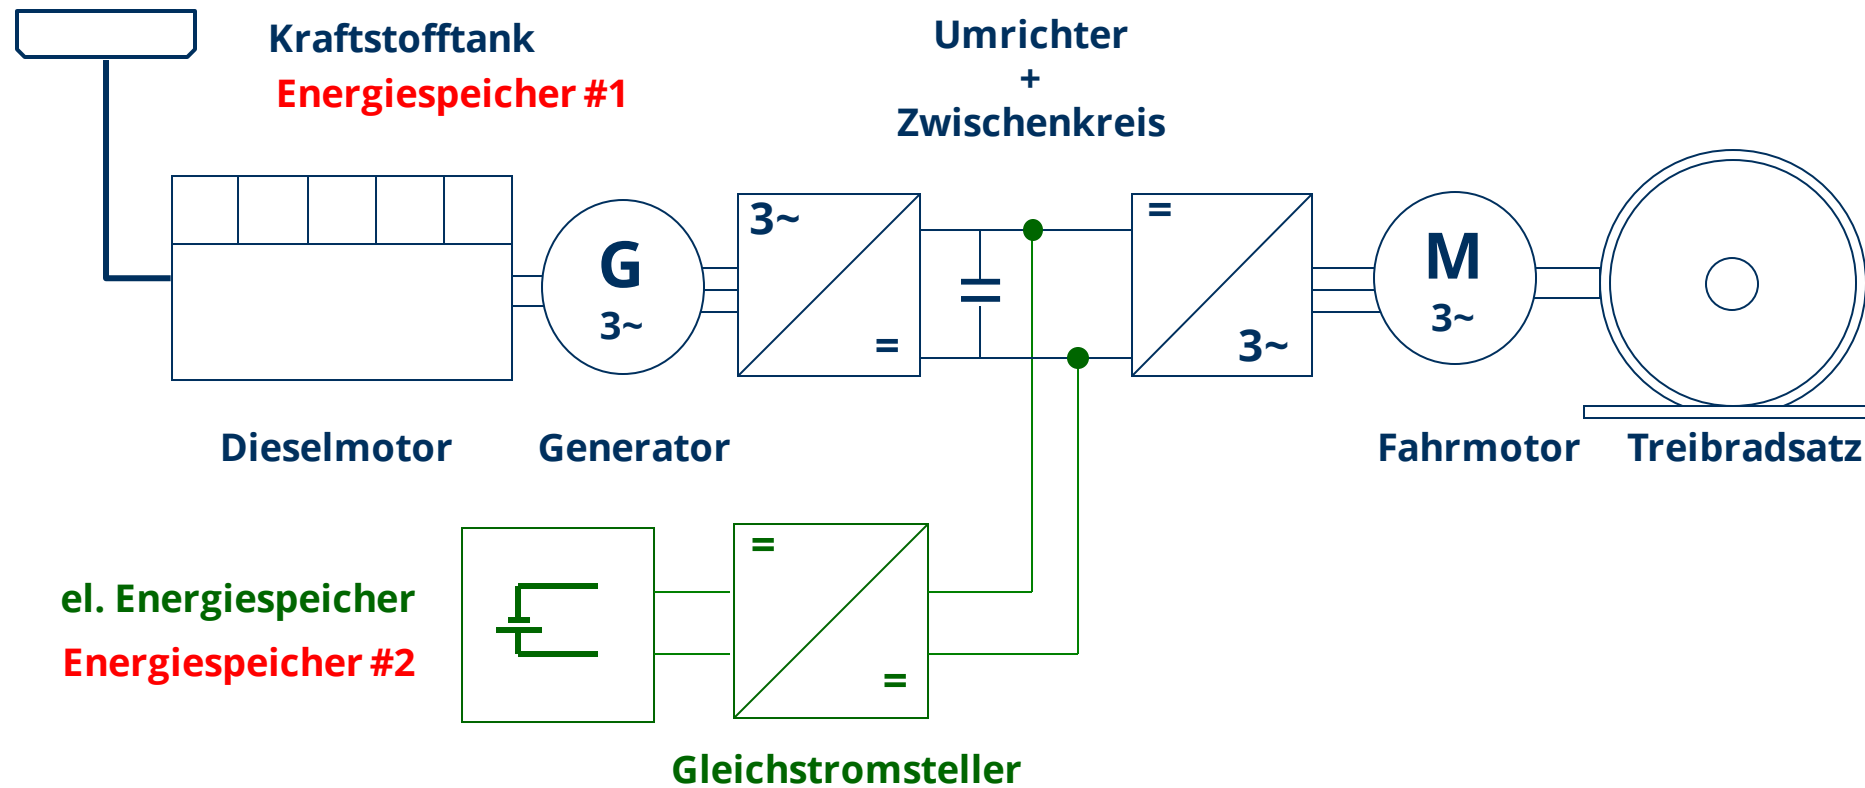 Kraftstofftank
Energiespeicher #1
Umrichter
+
Zwischenkreis
G
3~
3~
=
=
3~
M
3~
Dieselmotor
Generator
Fahrmotor
Treibradsatz
el. Energiespeicher
Energiespeicher #2
=
=
Gleichstromsteller